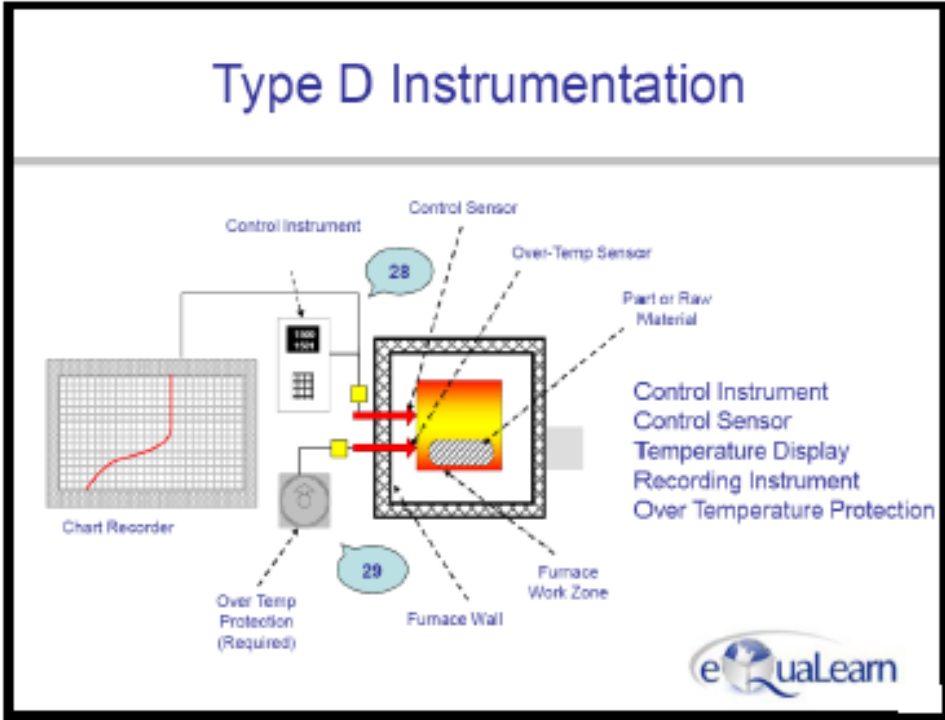 Type D Instrumentation
Control Sensor
Control Instrument
Over-Temp Sensor
28
Part or Raw
Material
1500
Control Instrument
Control Sensor
Temperature Display
Recording Instrument
Over Temperature Protection
Chart Recorder
29
Over Temp
Protection
(Required)
Furnace Wall
Furnace
Work Zone
eQuaLearn